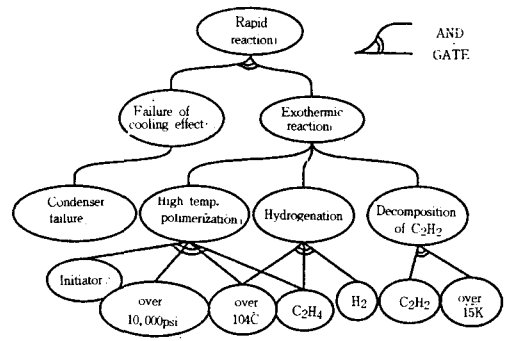 Rapid
reaction
AND
GATE
Failure of
cooling effect
Exothermic
reaction
Condenser
failure
High temp.
polimerization
Hydrogenation
Decomposition
of C2H2
Initiator
over
10,000psi
over
104C
C2H4
H2
C2H2
over
15K